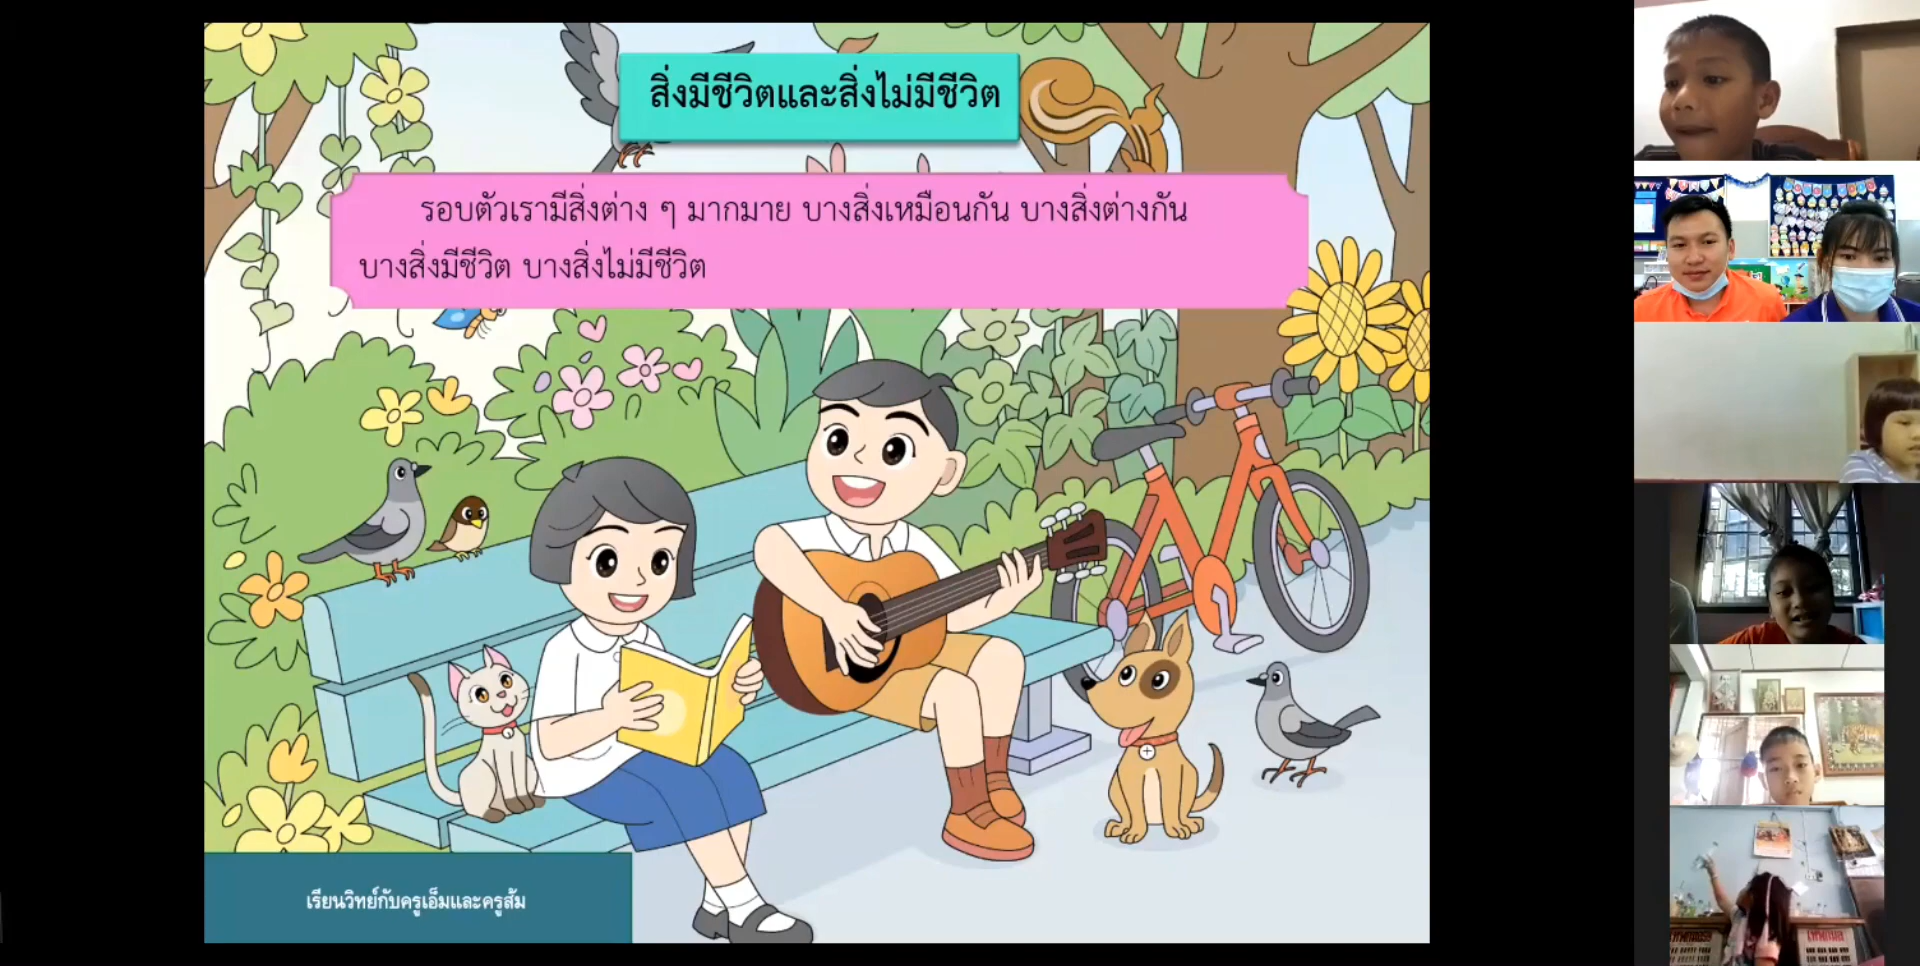 สิ่งมีชีวิตและสิ่งไม่มีชีวิต
รอบตัวเรามีสิ่งต่าง ๆ มากมาย บางสิ่งเหมือนกัน บางสิ่งต่างกัน
บางสิ่งมีชีวิต บางสิ่งไม่มีชีวิต
เรียนวิทย์กับครูเอ็มและครูส้ม